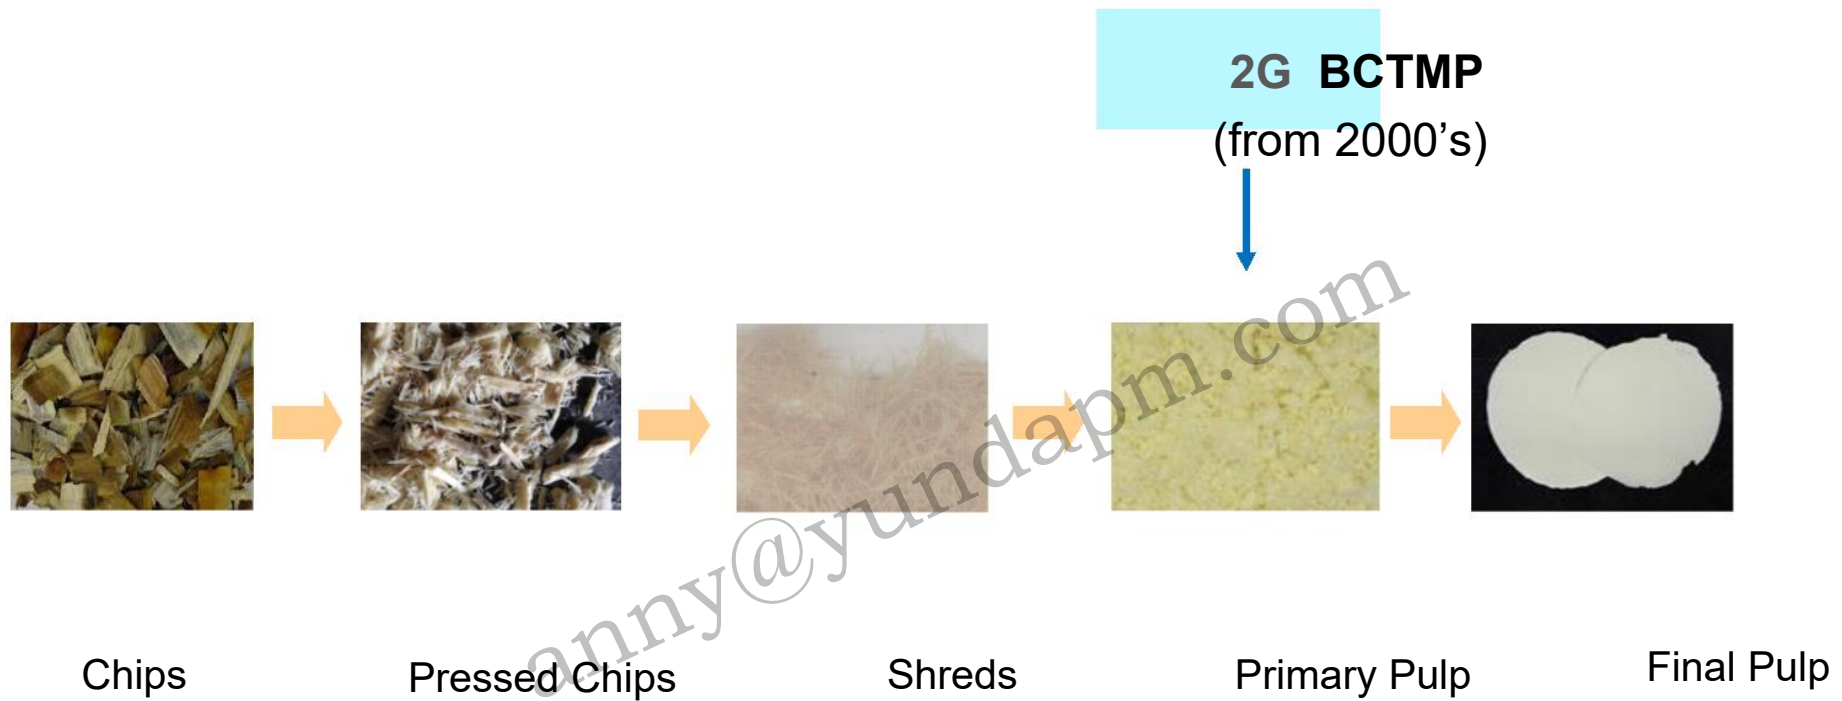 2G BCTMP
(from 2000’s)
anny@yundapm.com
Chips
Pressed Chips
Shreds
Primary Pulp
Final Pulp